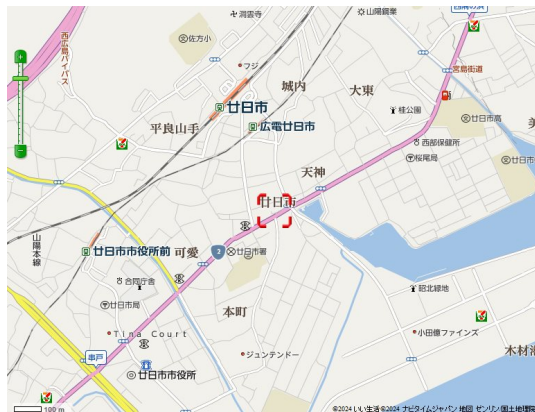 洞雲寺
山陽鋼業
西広島バイパス
佐方小
フジ
宮島街道
城内
大東
廿日市
桂公園
広電廿日市
廿日市高
平良山手
西部保健所
桜尾局
廿日市
天神
廿日市
山陽本線
廿日市市役所前
可愛
2
廿日市署
合同庁舎
昭北緑地
廿日市局
本町
Tina Court
小田億ファインズ
串戸
ジュンテンドー
木材港
廿日市市役所
100 m
©2024 いい生活 ©2024 ナビタイムジャパン 地図 ゼンリン 国土地理院